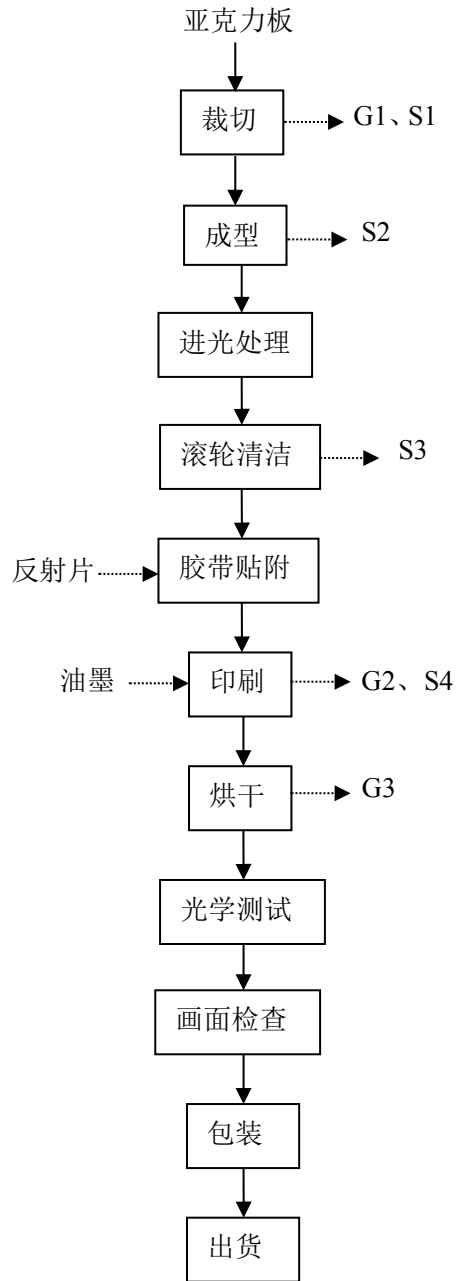 亚克力板
裁切
G1、S1
成型
S2
进光处理
滚轮清洁
S3
反射片
胶带贴附
油墨
印刷
G2、S4
烘干
G3
光学测试
画面检查
包装
出货